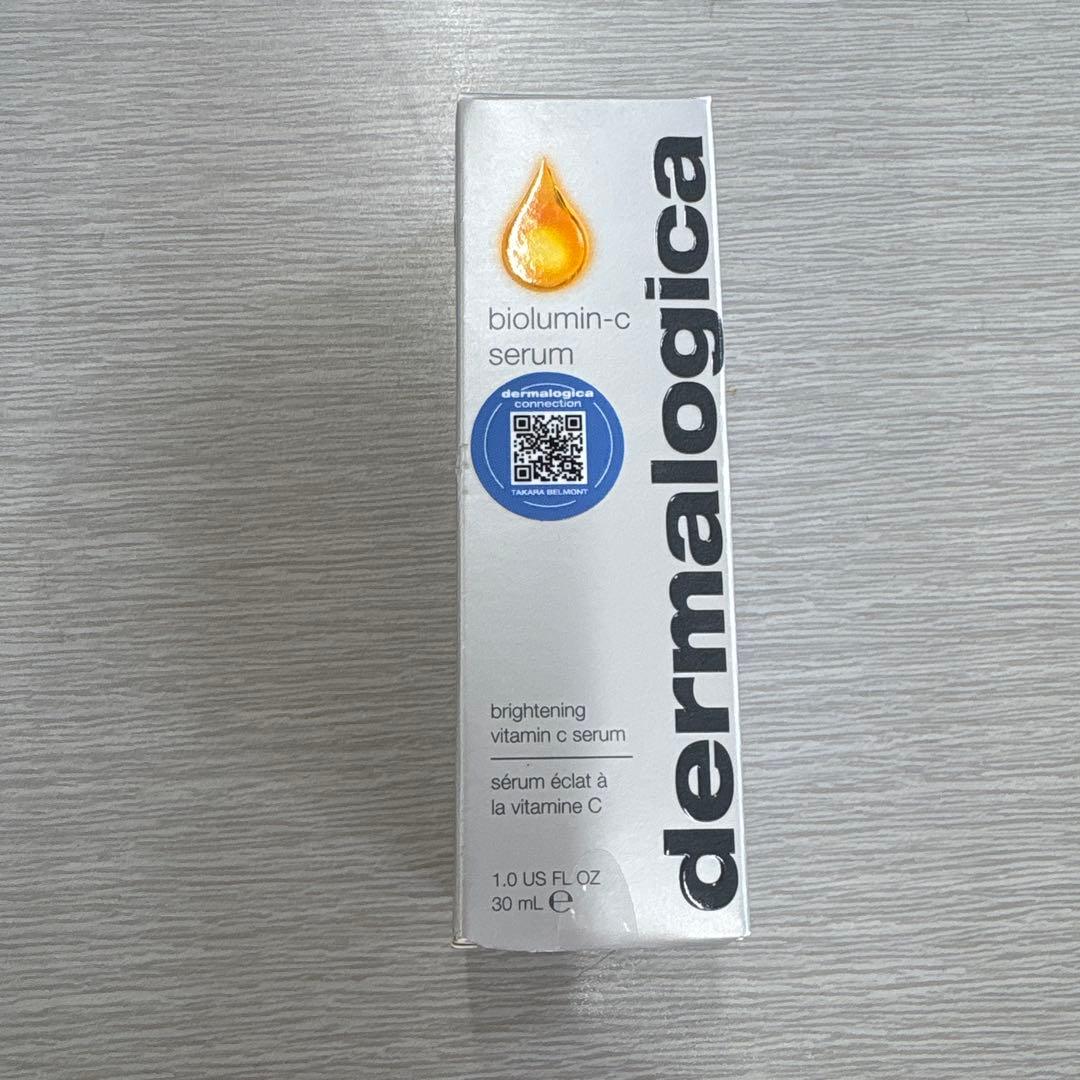 biolumin-c
serum
dermalogica
connection
TAKARA BELMONT
brightening
vitamin c serum
sérum éclat à
la vitamine C
1.0 US FL OZ
30 mL ℮
dermalogica